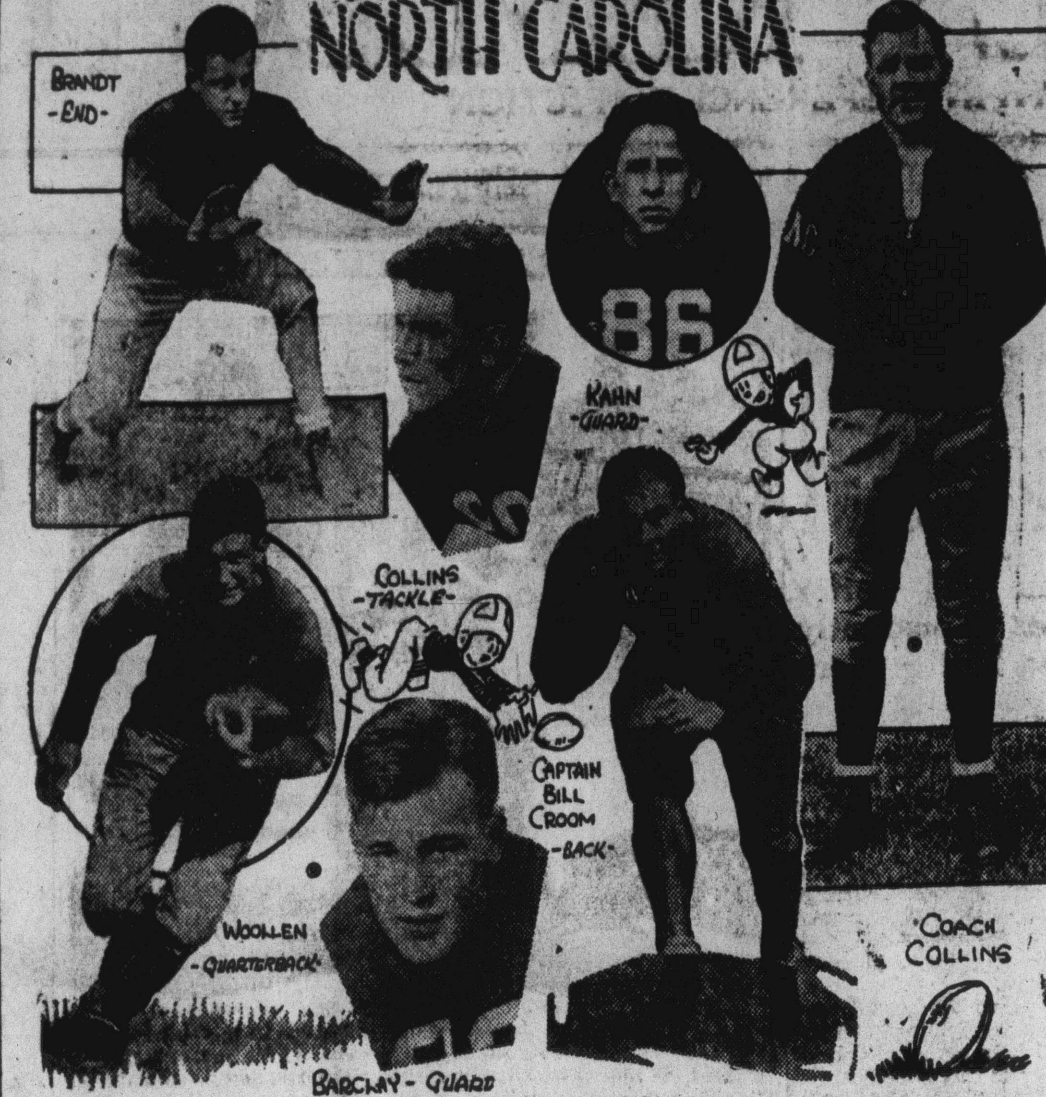 NORTH CAROLINA
BRANDT
-END-
86
KAHN
-GUARD-
COLLINS
-TACKLE-
CAPTAIN
BILL
CROOM
-BACK-
WOOLLEN
-QUARTERBACK-
BARCLAY - GUARD
COACH
COLLINS